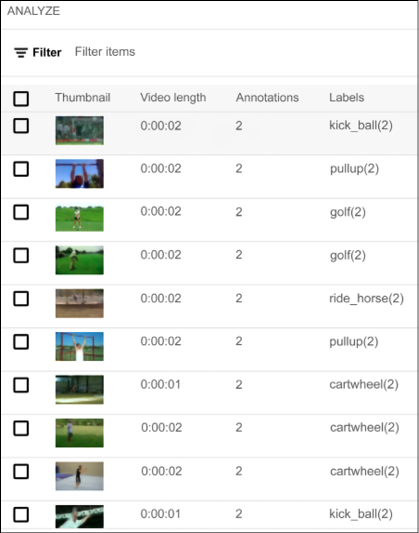 ANALYZE
Filter Filter items
Thumbnail Video length Annotations Labels
0:00:02 2 kick_ball(2)
0:00:02 2 pullup(2)
0:00:02 2 golf(2)
0:00:02 2 golf(2)
0:00:02 2 ride_horse(2)
0:00:02 2 pullup(2)
0:00:01 2 cartwheel(2)
0:00:02 2 cartwheel(2)
0:00:02 2 cartwheel(2)
0:00:01 2 kick_ball(2)